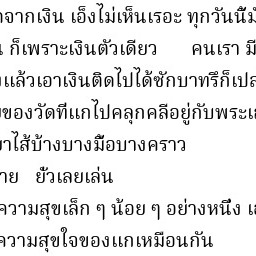 จากเงิน เอ็งไม่เห็นเรอะ ทุกวันนี้
ก็เพราะเงินตัวเดียว คนเรา
แล้วเอาเงินติดไปได้ซักบาทรึก็เปล
ของวัดที่แกไปคลุกคลีอยู่กับพระ
ไส้บ้างบางมื้อบางคราว
ยั่วเลยเล่น
ความสุขเล็ก ๆ น้อย ๆ อย่างหนึ่ง
ความสุขใจของแกเหมือนกัน